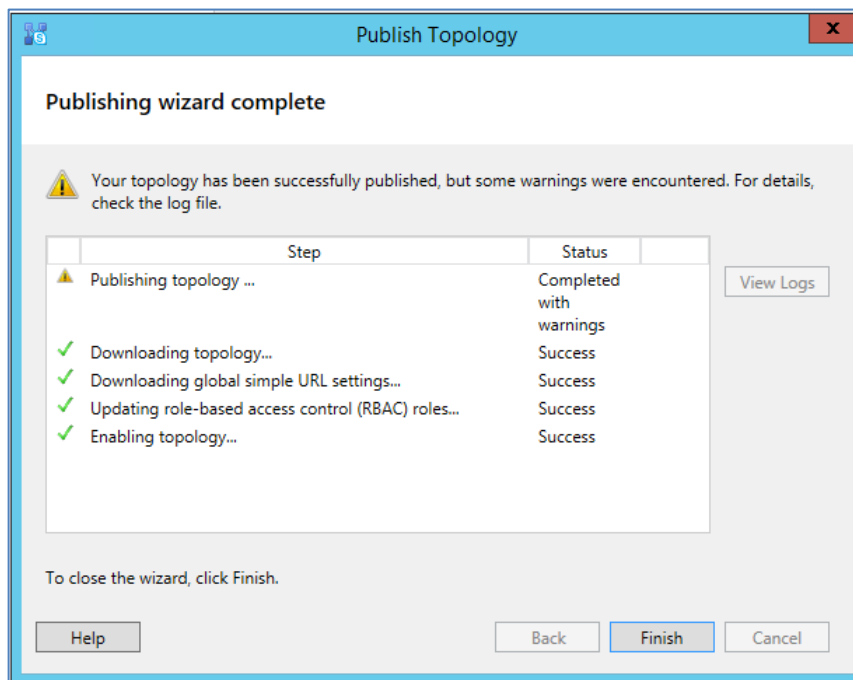 Publish Topology
x
Publishing wizard complete
Your topology has been successfully published, but some warnings were encountered. For details,
check the log file.
Step Status
Publishing topology ... Completed
with
warnings
View Logs
Downloading topology... Success
Downloading global simple URL settings... Success
Updating role-based access control (RBAC) roles... Success
Enabling topology... Success
To close the wizard, click Finish.
Help Back Finish Cancel